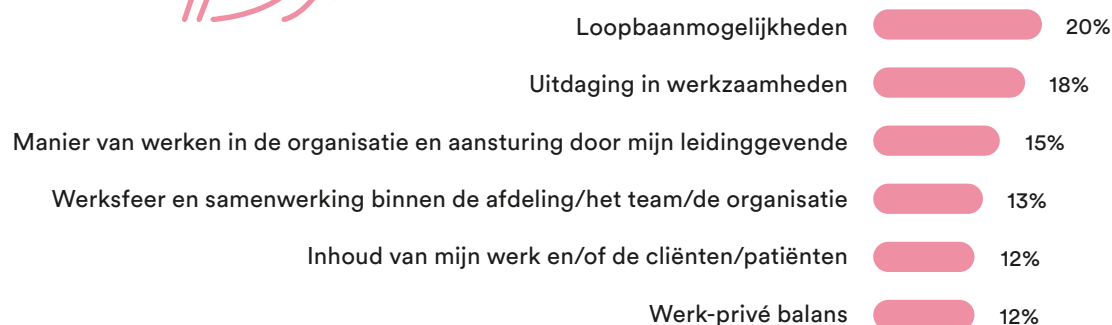 Loopbaanmogelijkheden 20%
Uitdaging in werkzaamheden 18%
Manier van werken in de organisatie en aansturing door mijn leidinggevende 15%
Werksfeer en samenwerking binnen de afdeling/het team/de organisatie 13%
Inhoud van mijn werk en/of de cliënten/patiënten 12%
Werk-privé balans 12%